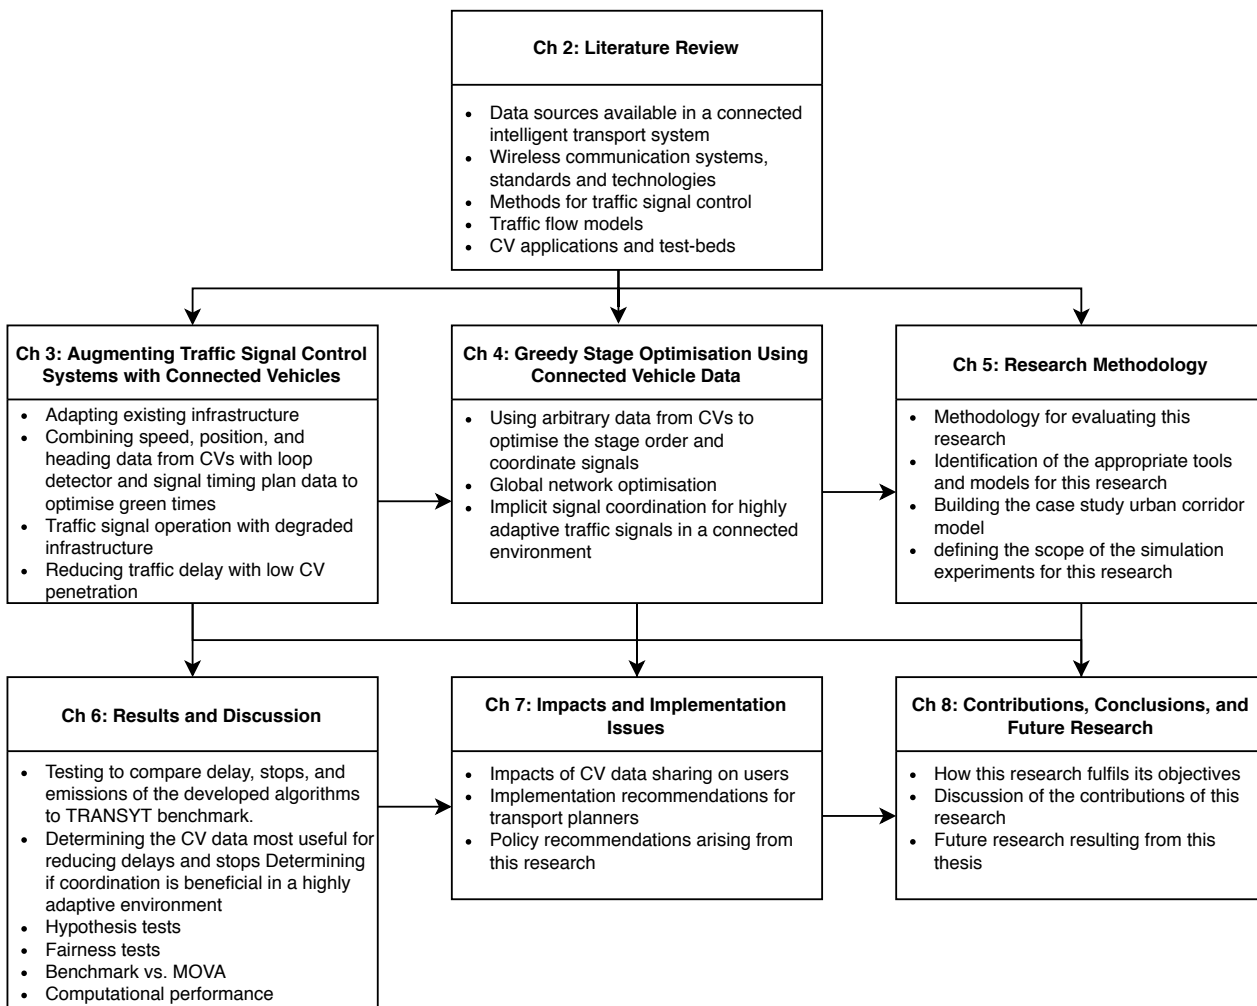 Ch 2: Literature Review
• Data sources available in a connected
intelligent transport system
• Wireless communication systems,
standards and technologies
• Methods for traffic signal control
• Traffic flow models
• CV applications and test-beds
Ch 3: Augmenting Traffic Signal Control
Systems with Connected Vehicles
• Adapting existing infrastructure
• Combining speed, position, and
heading data from CVs with loop
detector and signal timing plan data to
optimise green times
• Traffic signal operation with degraded
infrastructure
• Reducing traffic delay with low CV
penetration
Ch 4: Greedy Stage Optimisation Using
Connected Vehicle Data
• Using arbitrary data from CVs to
optimise the stage order and
coordinate signals
• Global network optimisation
• Implicit signal coordination for highly
adaptive traffic signals in a connected
environment
Ch 5: Research Methodology
• Methodology for evaluating this
research
• Identification of the appropriate tools
and models for this research
• Building the case study urban corridor
model
• defining the scope of the simulation
experiments for this research
Ch 6: Results and Discussion
• Testing to compare delay, stops, and
emissions of the developed algorithms
to TRANSYT benchmark.
• Determining the CV data most useful for
reducing delays and stops Determining
if coordination is beneficial in a highly
adaptive environment
• Hypothesis tests
• Fairness tests
• Benchmark vs. MOVA
• Computational performance
Ch 7: Impacts and Implementation
Issues
• Impacts of CV data sharing on users
• Implementation recommendations for
transport planners
• Policy recommendations arising from
this research
Ch 8: Contributions, Conclusions, and
Future Research
• How this research fulfils its objectives
• Discussion of the contributions of this
research
• Future research resulting from this
thesis